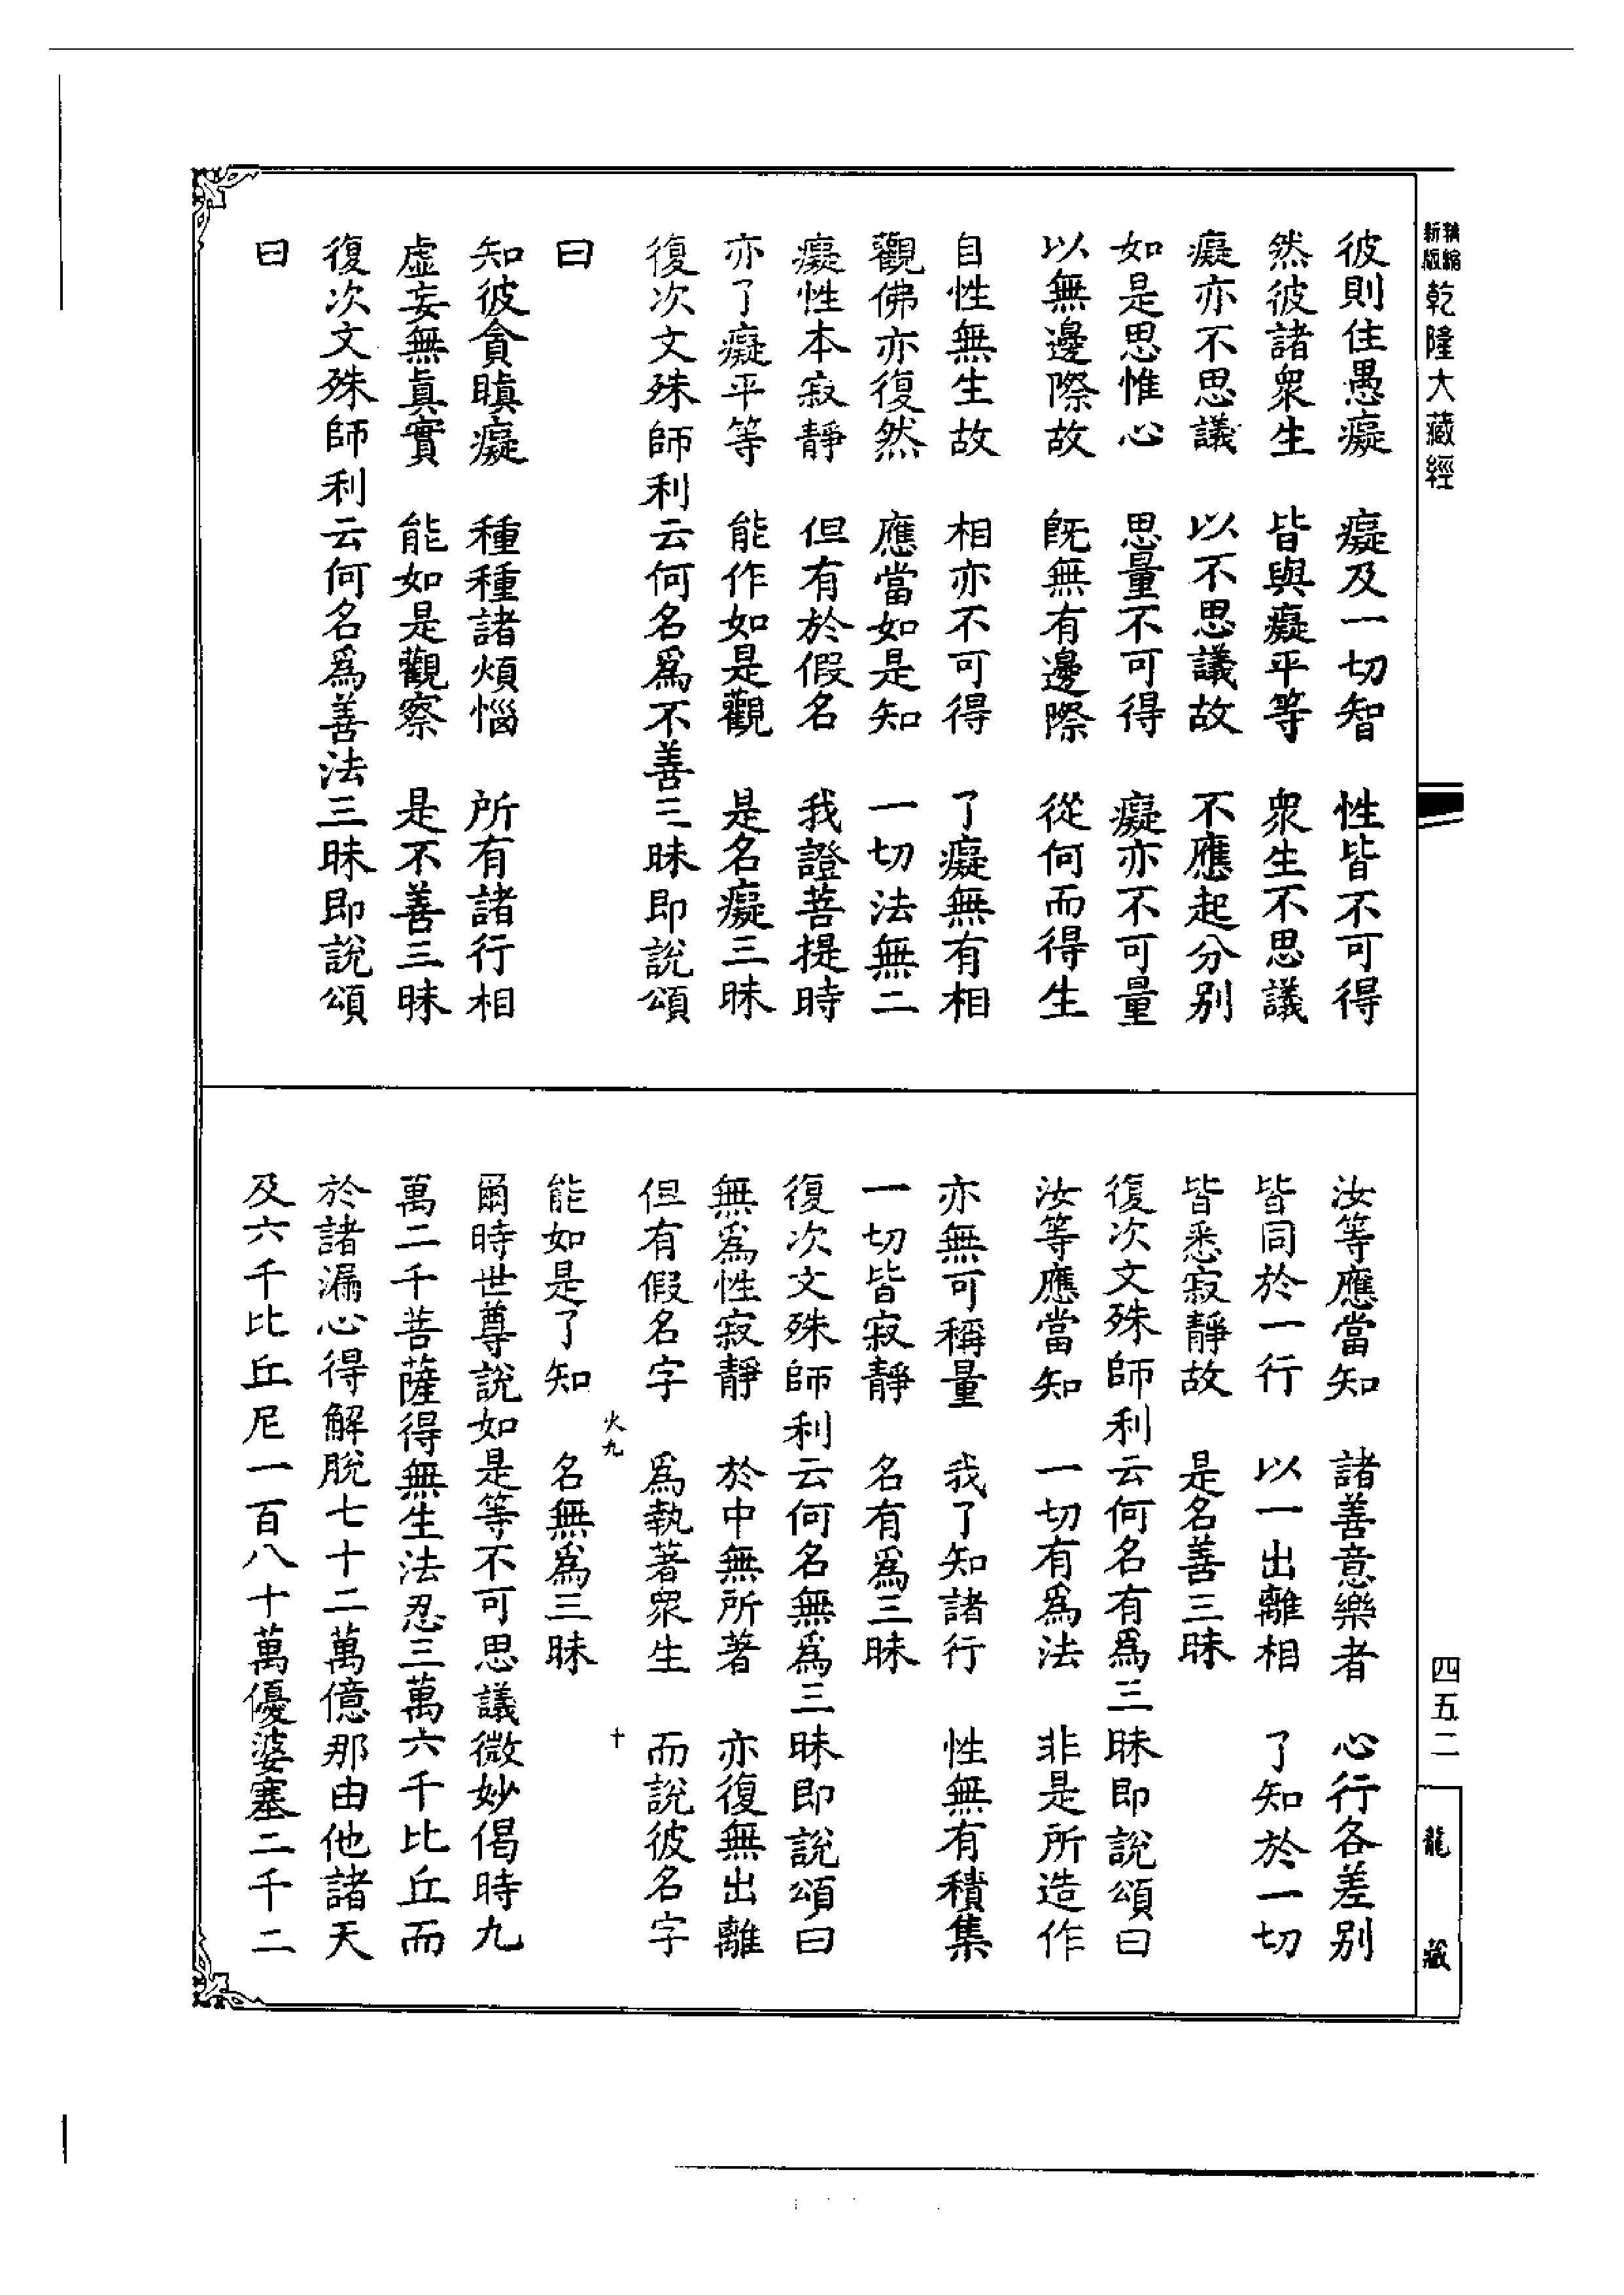 新編縮版乾隆大藏經
彼則住愚癡　癡及一切智　性皆不可得
然彼諸衆生　皆與癡平等　衆生不思議
癡亦不思議　以不思議故　不應起分别
如是思惟心　思量不可得　癡亦不可量
以無邊際故　旣無有邊際　從何而得生
自性無生故　相亦不可得　了癡無有相
觀佛亦復然　應當如是知　一切法無二
癡性本寂靜　但有於假名　我證菩提時
亦了癡平等　能作如是觀　是名癡三昧
復次文殊師利云何名爲不善三昧即說頌
曰
知彼貪瞋癡　種種諸煩惱　所有諸行相
虛妄無眞實　能如是觀察　是不善三昧
復次文殊師利云何名爲善法三昧即說頌
曰
汝等應當知　諸善意樂者　心行各差别
皆同於一行　以一出離相　了知於一切
皆悉寂靜故　是名善三昧
復次文殊師利云何名有爲三昧即說頌曰
汝等應當知　一切有爲法　非是所造作
亦無可稱量　我了知諸行　性無有積集
一切皆寂靜　名有爲三昧
復次文殊師利云何名無爲三昧即說頌曰
無爲性寂靜　於中無所著　亦復無出離
但有假名字　爲執著衆生　而說彼名字
火九　十
能如是了知　名無爲三昧
爾時世尊說如是等不可思議微妙偈時九
萬二千菩薩得無生法忍三萬六千比丘而
於諸漏心得解脫七十二萬億那由他諸天
及六千比丘尼一百八十萬優婆塞二千二
四五二
龍藏